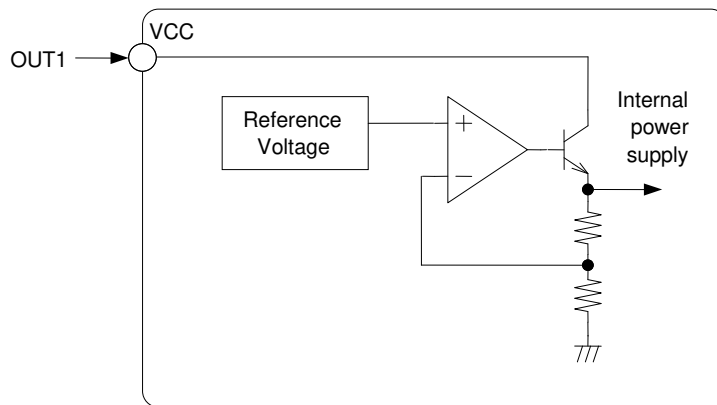 VCC
OUT1
Reference
Voltage
+
−
Internal
power
supply